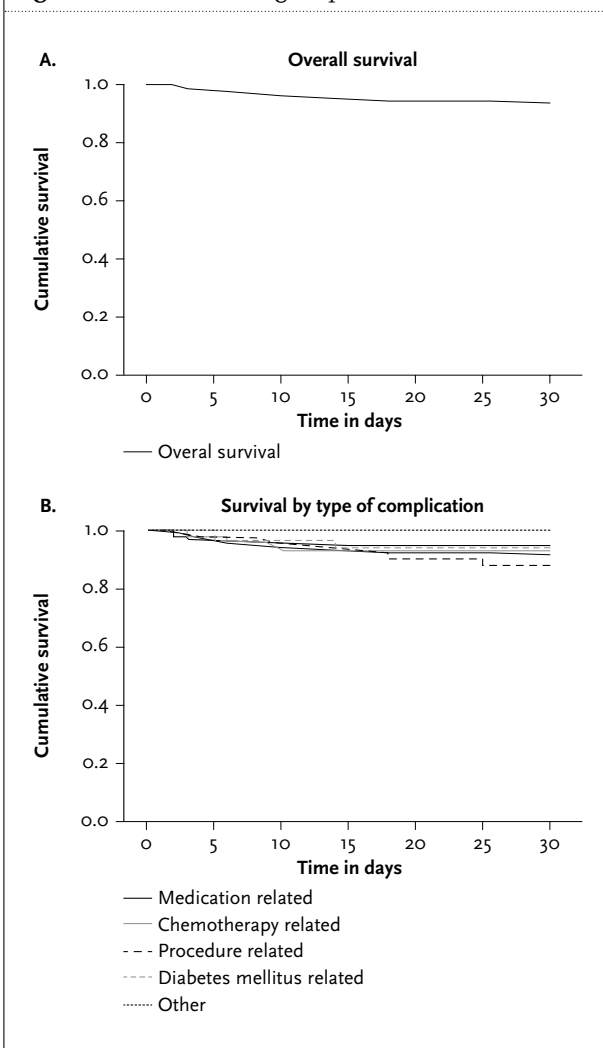 A.
Overall survival
Cumulative survival
1.0
0.8
0.6
0.4
0.2
0.0
0 5 10 15 20 25 30
Time in days
Overal survival
B.
Survival by type of complication
Cumulative survival
1.0
0.8
0.6
0.4
0.2
0.0
0 5 10 15 20 25 30
Time in days
Medication related
Chemotherapy related
Procedure related
Diabetes mellitus related
Other